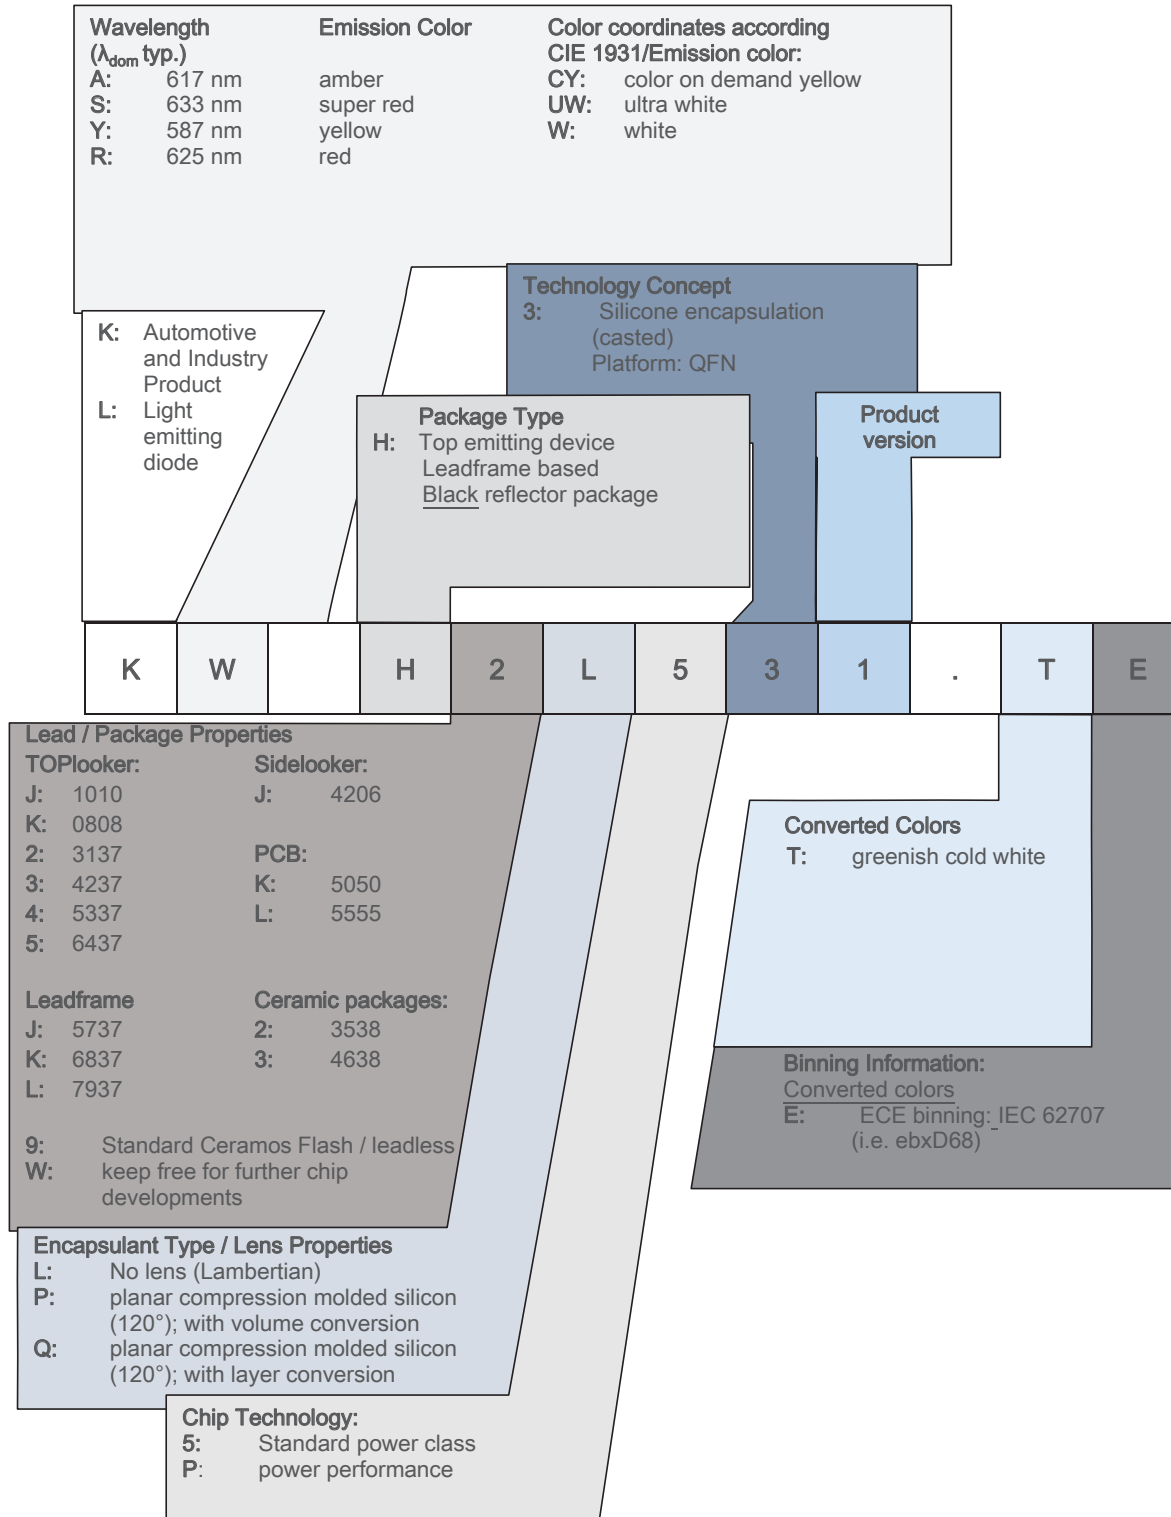 Wavelength Emission Color Color coordinates according
(λdom typ.) CIE 1931/Emission color:
A: 617 nm amber CY: color on demand yellow
S: 633 nm super red UW: ultra white
Y: 587 nm yellow W: white
R: 625 nm red
Technology Concept
3: Silicone encapsulation
(casted)
Platform: QFN
K: Automotive
and Industry
Product
L: Light
emitting
diode
Package Type
H: Top emitting device
Leadframe based
Black reflector package
Product
version
K W H 2 L 5 3 1 . T E
Lead / Package Properties
TOPlooker: Sidelooker:
J: 1010 J: 4206
K: 0808
2: 3137 PCB:
3: 4237 K: 5050
4: 5337 L: 5555
5: 6437
Leadframe Ceramic packages:
J: 5737 2: 3538
K: 6837 3: 4638
L: 7937
9: Standard Ceramos Flash / leadless
W: keep free for further chip
developments
Converted Colors
T: greenish cold white
Binning Information:
Converted colors
E: ECE binning: IEC 62707
(i.e. ebxD68)
Encapsulant Type / Lens Properties
L: No lens (Lambertian)
P: planar compression molded silicon
(120°); with volume conversion
Q: planar compression molded silicon
(120°); with layer conversion
Chip Technology:
5: Standard power class
P: power performance